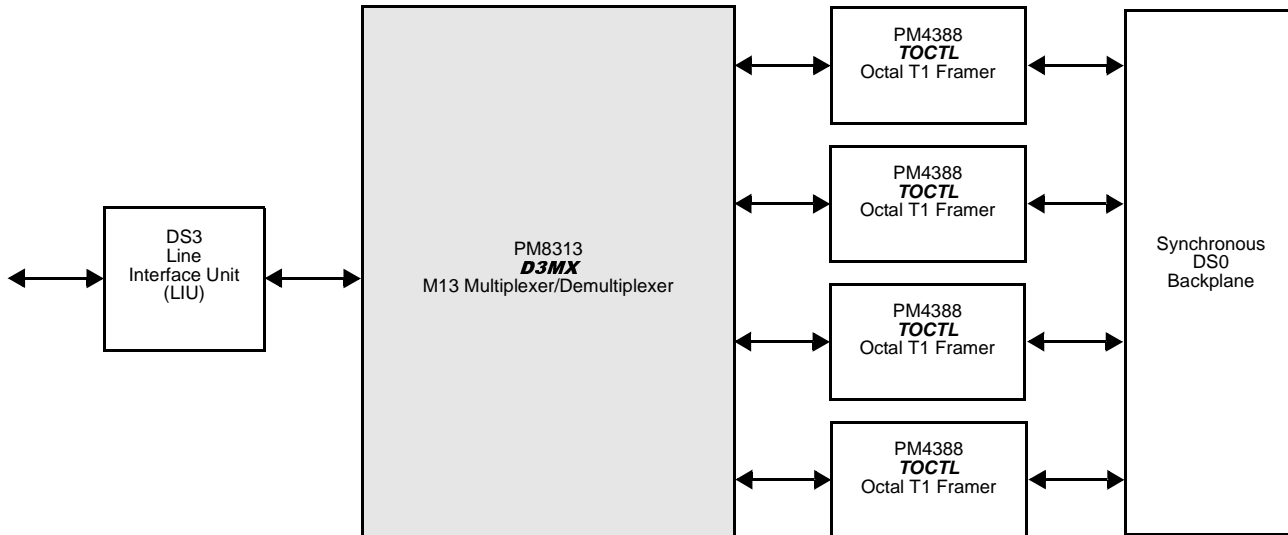 DS3
Line
Interface Unit
(LIU)
PM8313
D3MX
M13 Multiplexer/Demultiplexer
PM4388
TOCTL
Octal T1 Framer
PM4388
TOCTL
Octal T1 Framer
PM4388
TOCTL
Octal T1 Framer
PM4388
TOCTL
Octal T1 Framer
Synchronous
DS0
Backplane